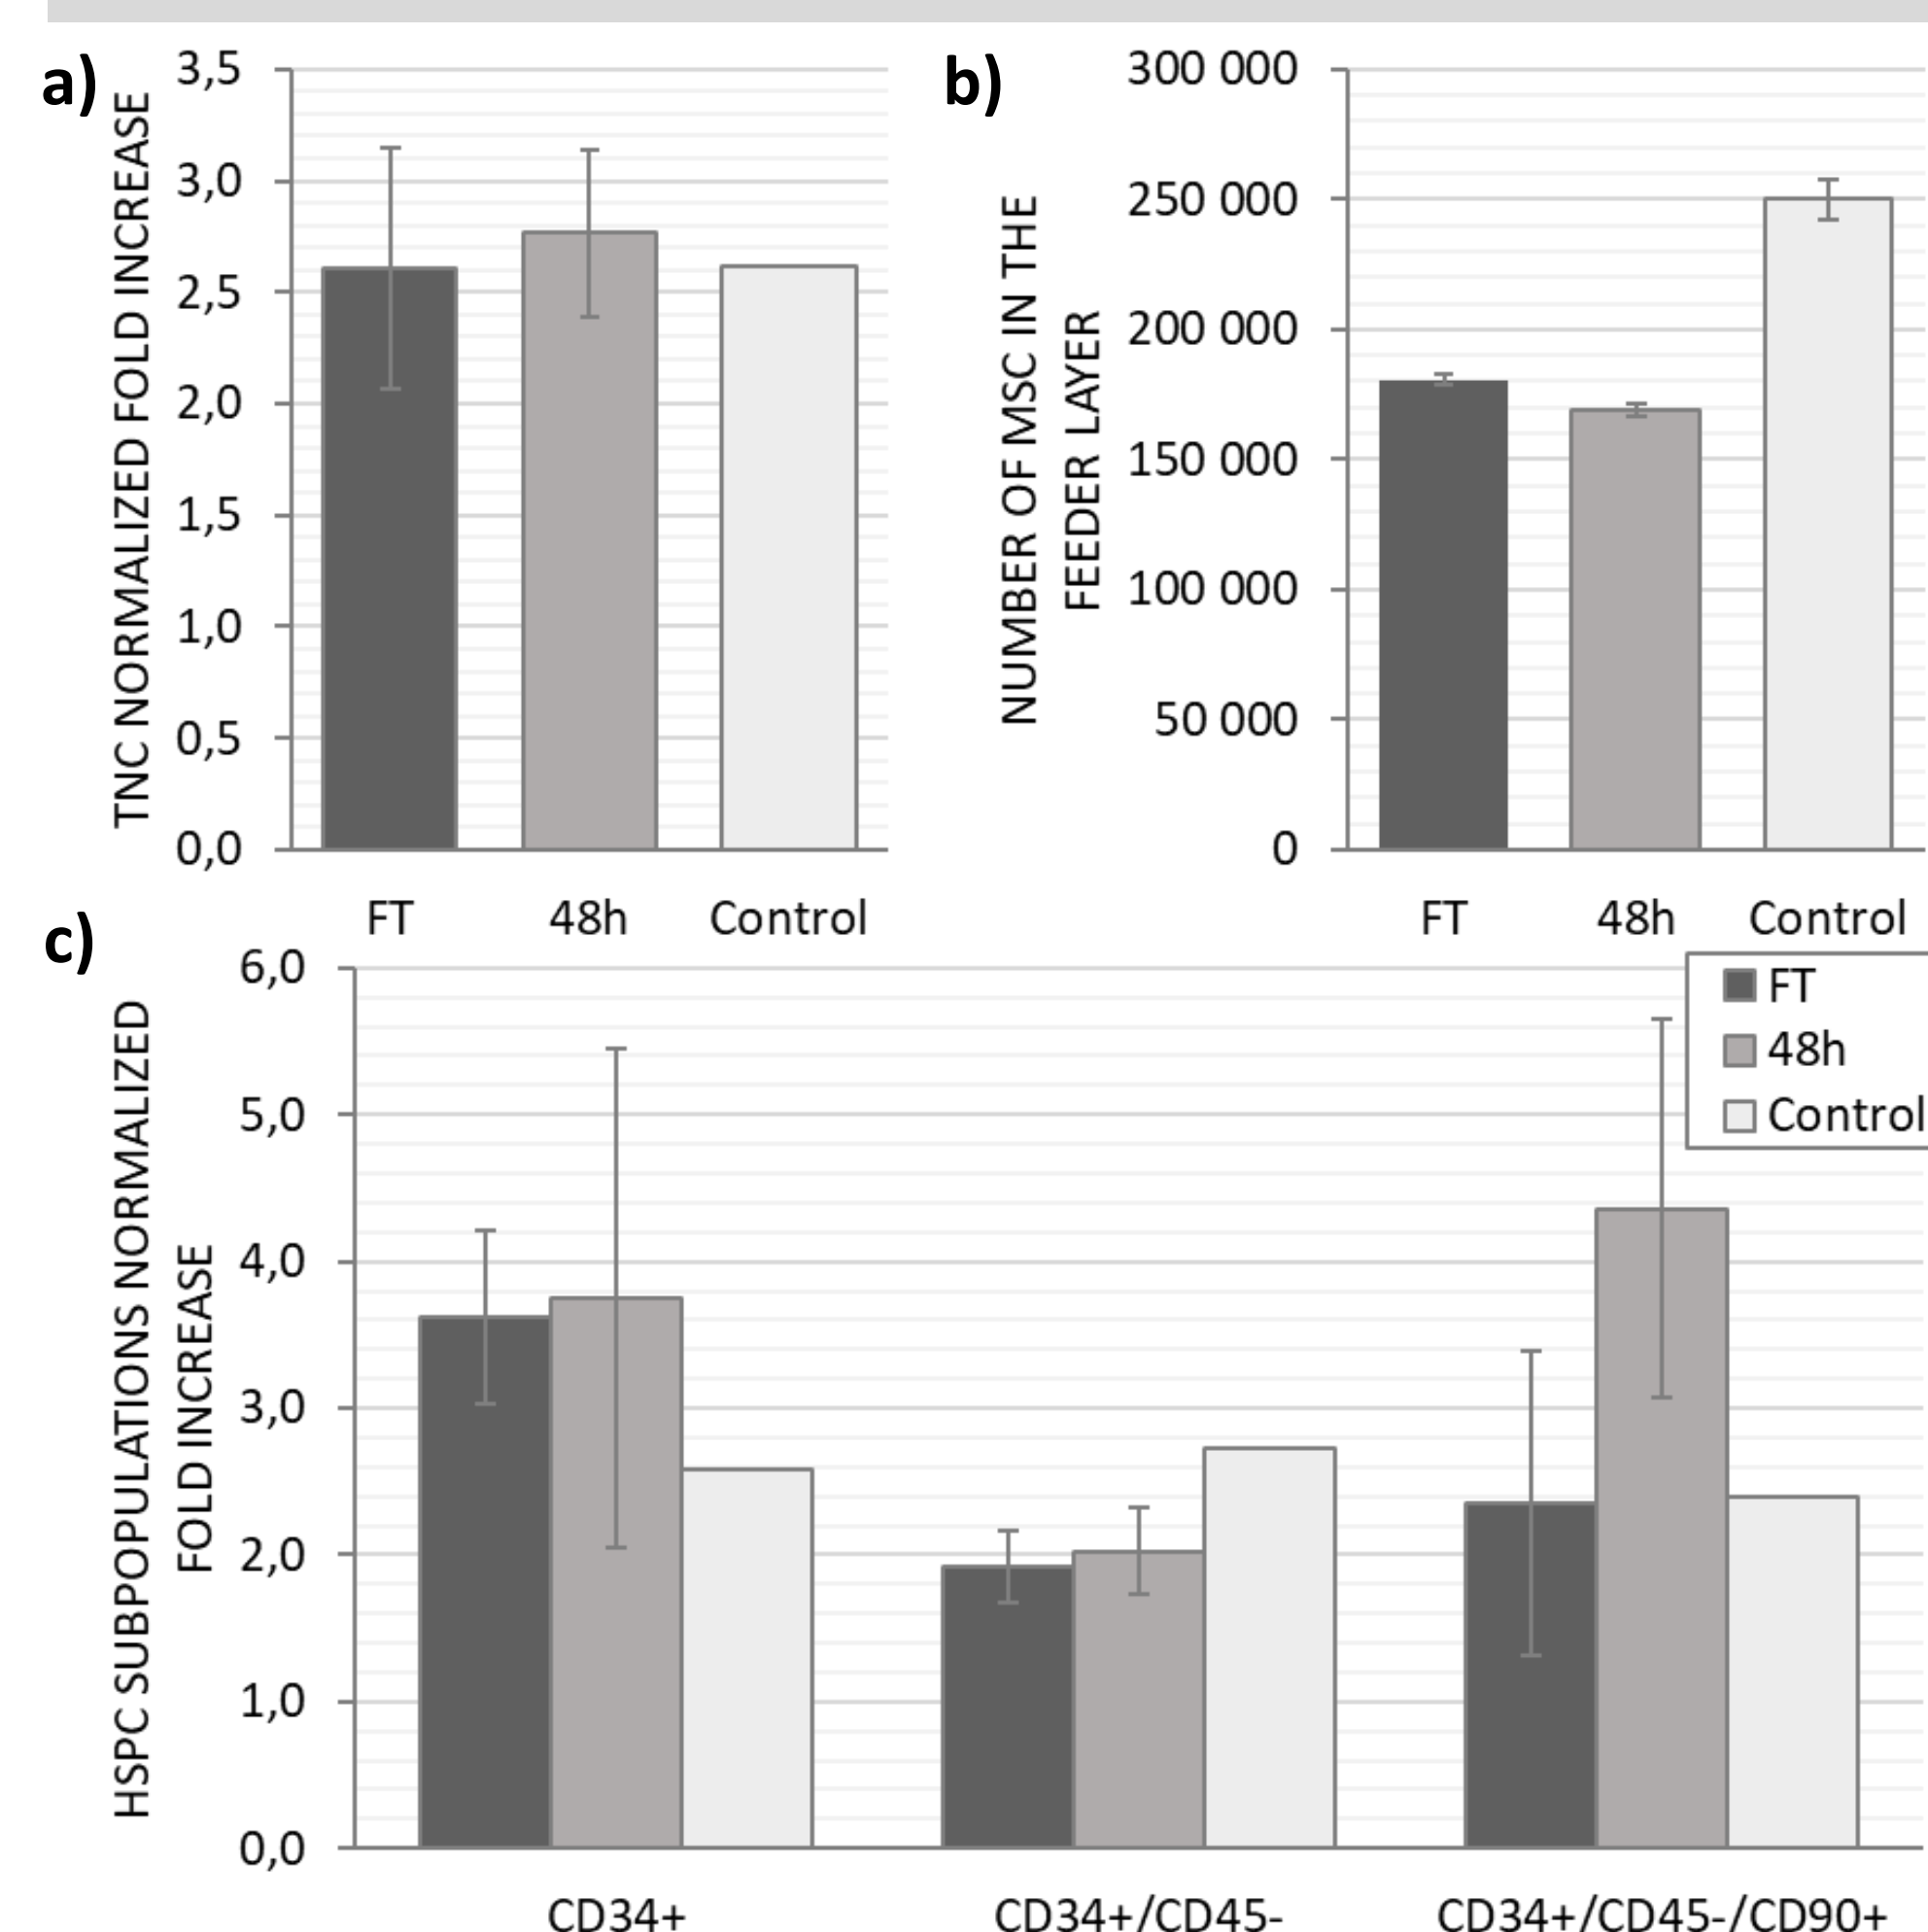 a)
TNC NORMALIZED FOLD INCREASE
3,5
3,0
2,5
2,0
1,5
1,0
0,5
0,0
FT 48h Control
b)
NUMBER OF MSC IN THE
FEEDER LAYER
300 000
250 000
200 000
150 000
100 000
50 000
0
FT 48h Control
c)
HSPC SUBPOPULATIONS NORMALIZED
FOLD INCREASE
6,0
5,0
4,0
3,0
2,0
1,0
0,0
FT
48h
Control
CD34+ CD34+/CD45- CD34+/CD45-/CD90+